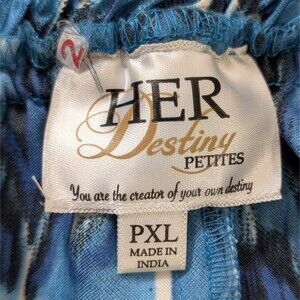 2
HER
Destiny
PETITES
You are the creator of your own destiny
PXL
MADE IN
INDIA